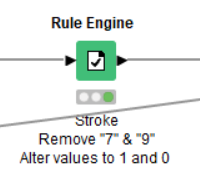 Rule Engine
Stroke
Remove "7" & "9"
Alter values to 1 and 0